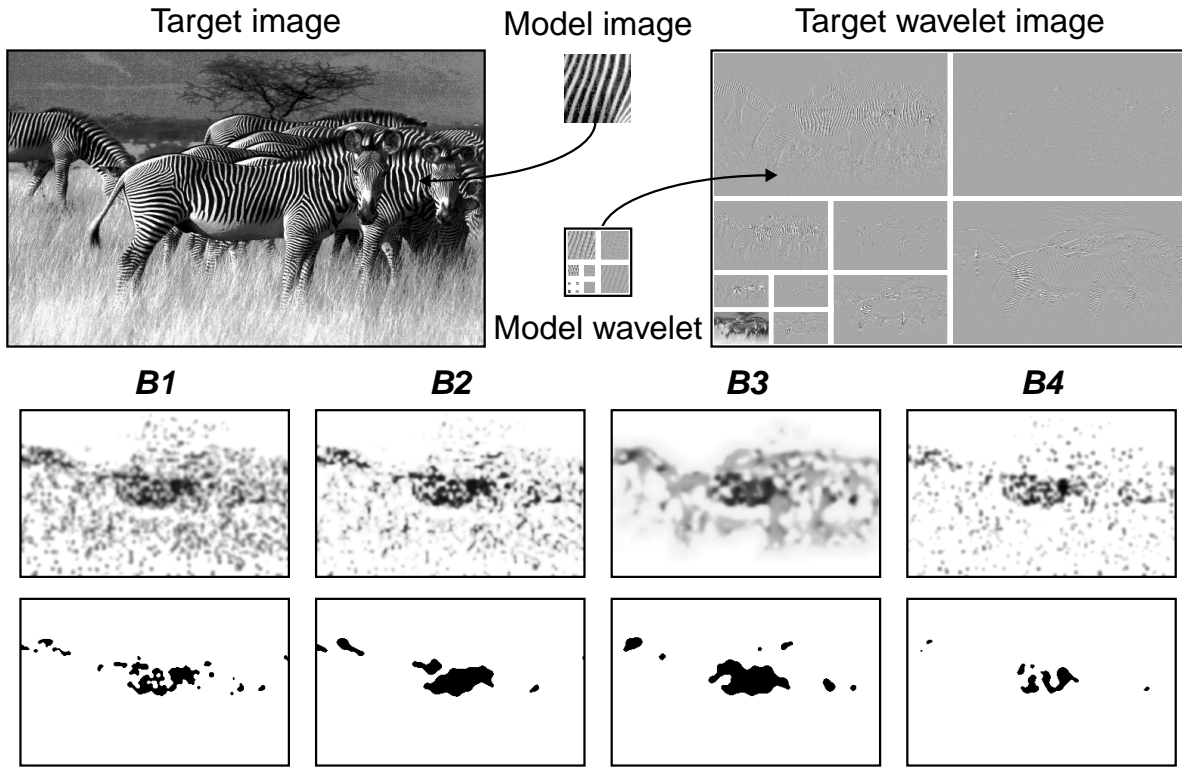 Target image
Model image
Target wavelet image
Model wavelet
B1
B2
B3
B4